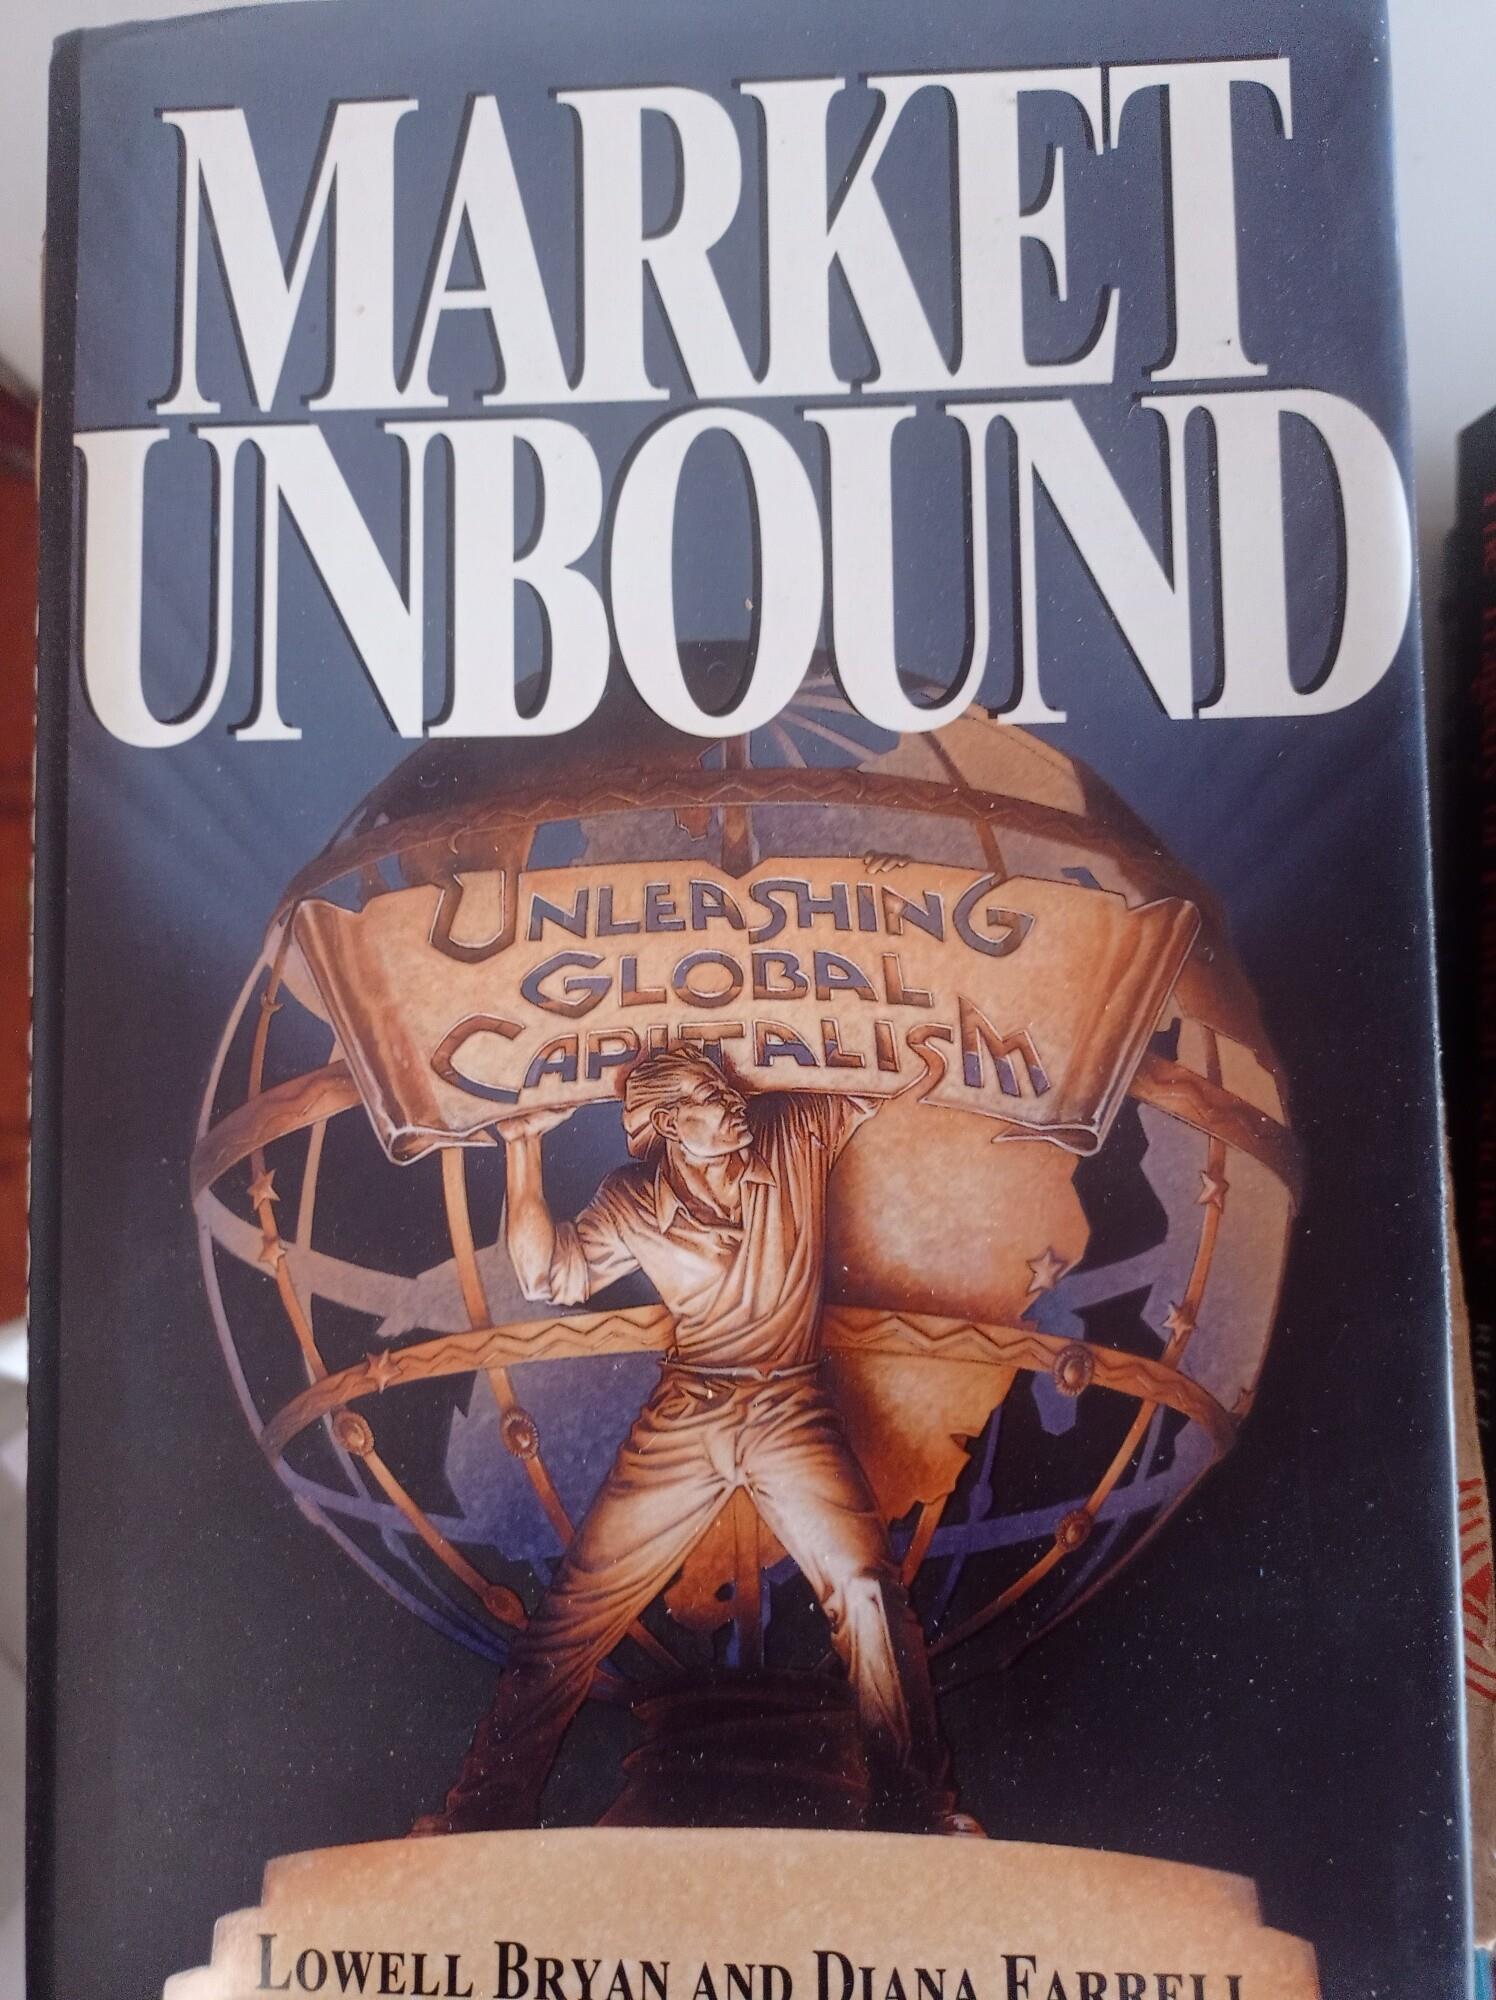 MARKET
UNBOUND
UNLEASHING
GLOBAL
CAPITALISM
LOWELL BRYAN AND DIANA FARRELL